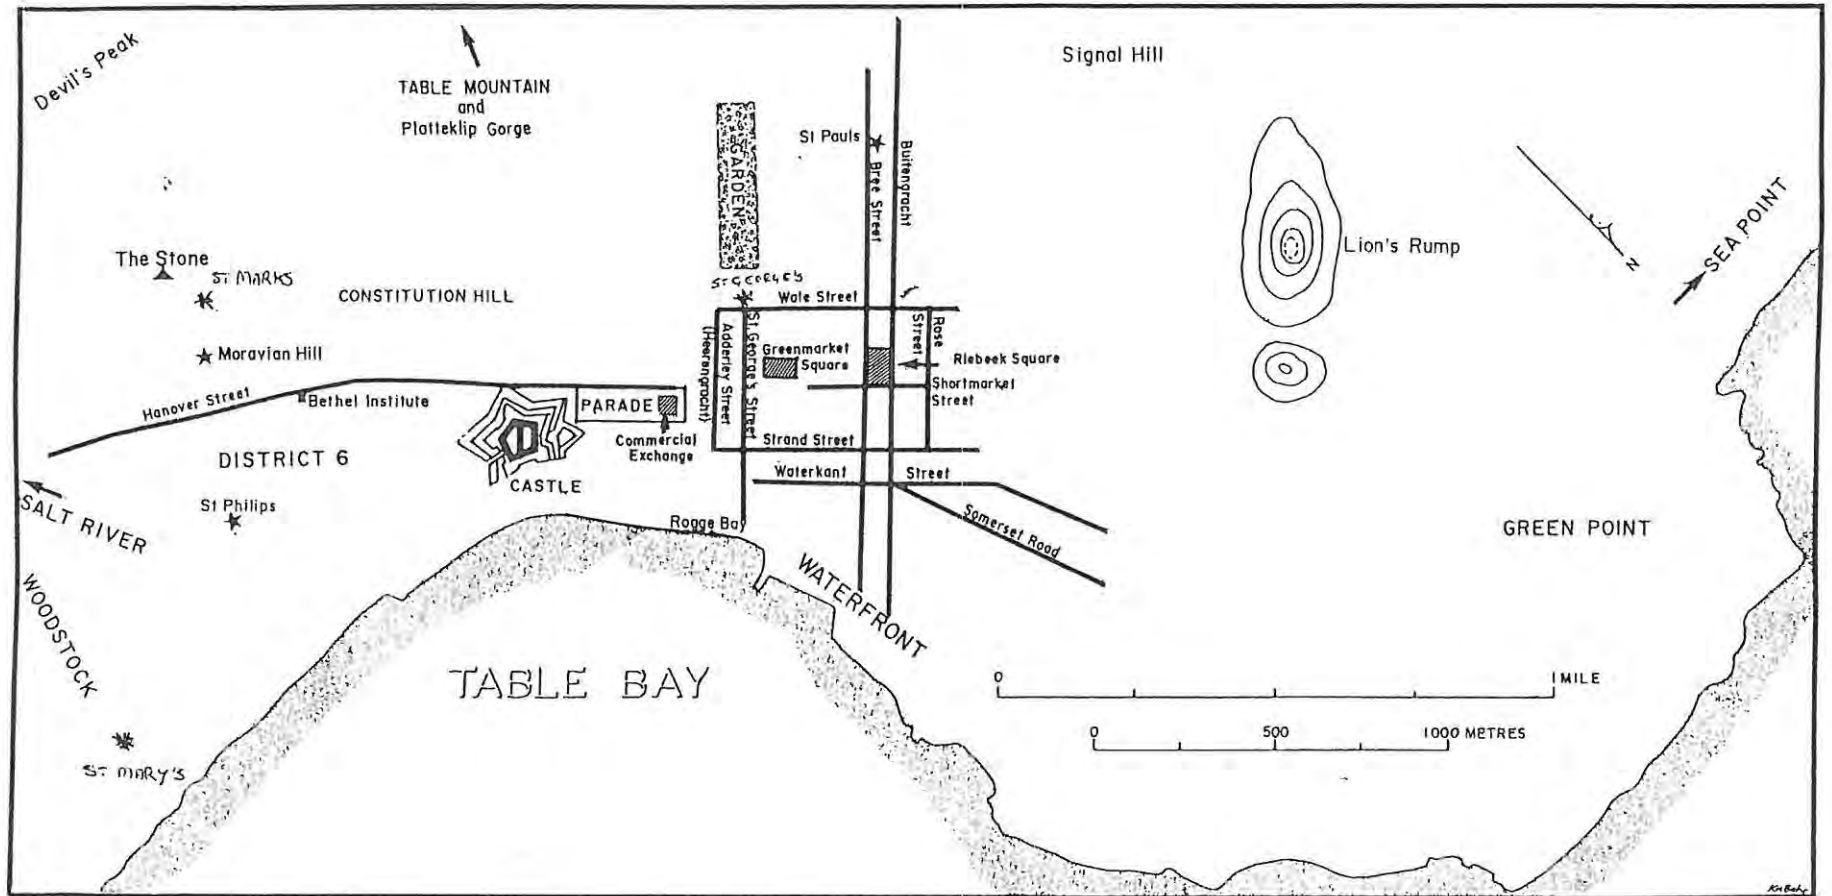 Devil's Peak
TABLE MOUNTAIN
and
Platteklip Gorge
Signal Hill
GARDEN
St Pauls
Bree Street
Buitengracht
Lion's Rump
N
SEA POINT
The Stone
ST MARKS
CONSTITUTION HILL
ST GEORGE'S
Wale Street
Moravian Hill
Adderley Street
(Heerengracht)
St. George's Street
Greenmarket
Square
Rose
Street
Riebeek Square
Shortmarket
Street
Hanover Street
Bethel Institute
PARADE
Commercial
Exchange
Strand Street
DISTRICT 6
CASTLE
Waterkant Street
SALT RIVER
St Philips
Rogge Bay
Somerset Road
GREEN POINT
WATERFRONT
WOODSTOCK
TABLE BAY
0 1 MILE
0 500 1000 METRES
ST MARY'S